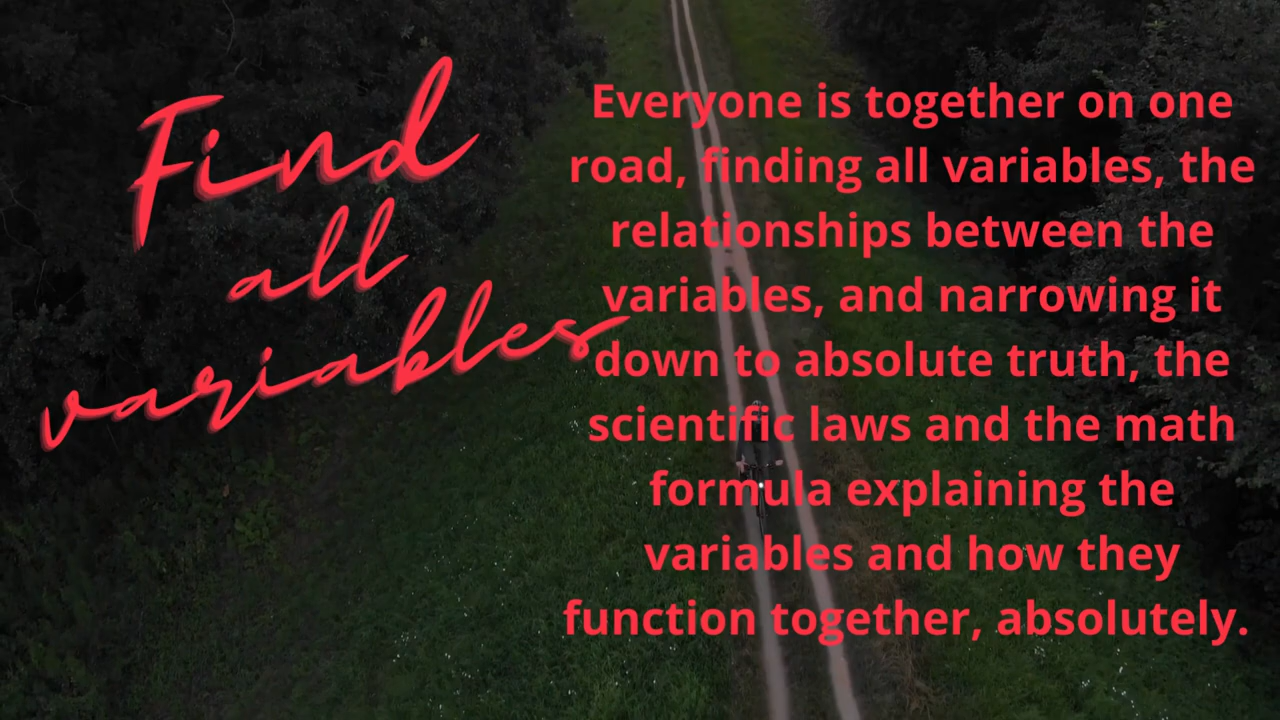 Find
all
variables
Everyone is together on one
road, finding all variables, the
relationships between the
variables, and narrowing it
down to absolute truth, the
scientific laws and the math
formula explaining the
variables and how they
function together, absolutely.